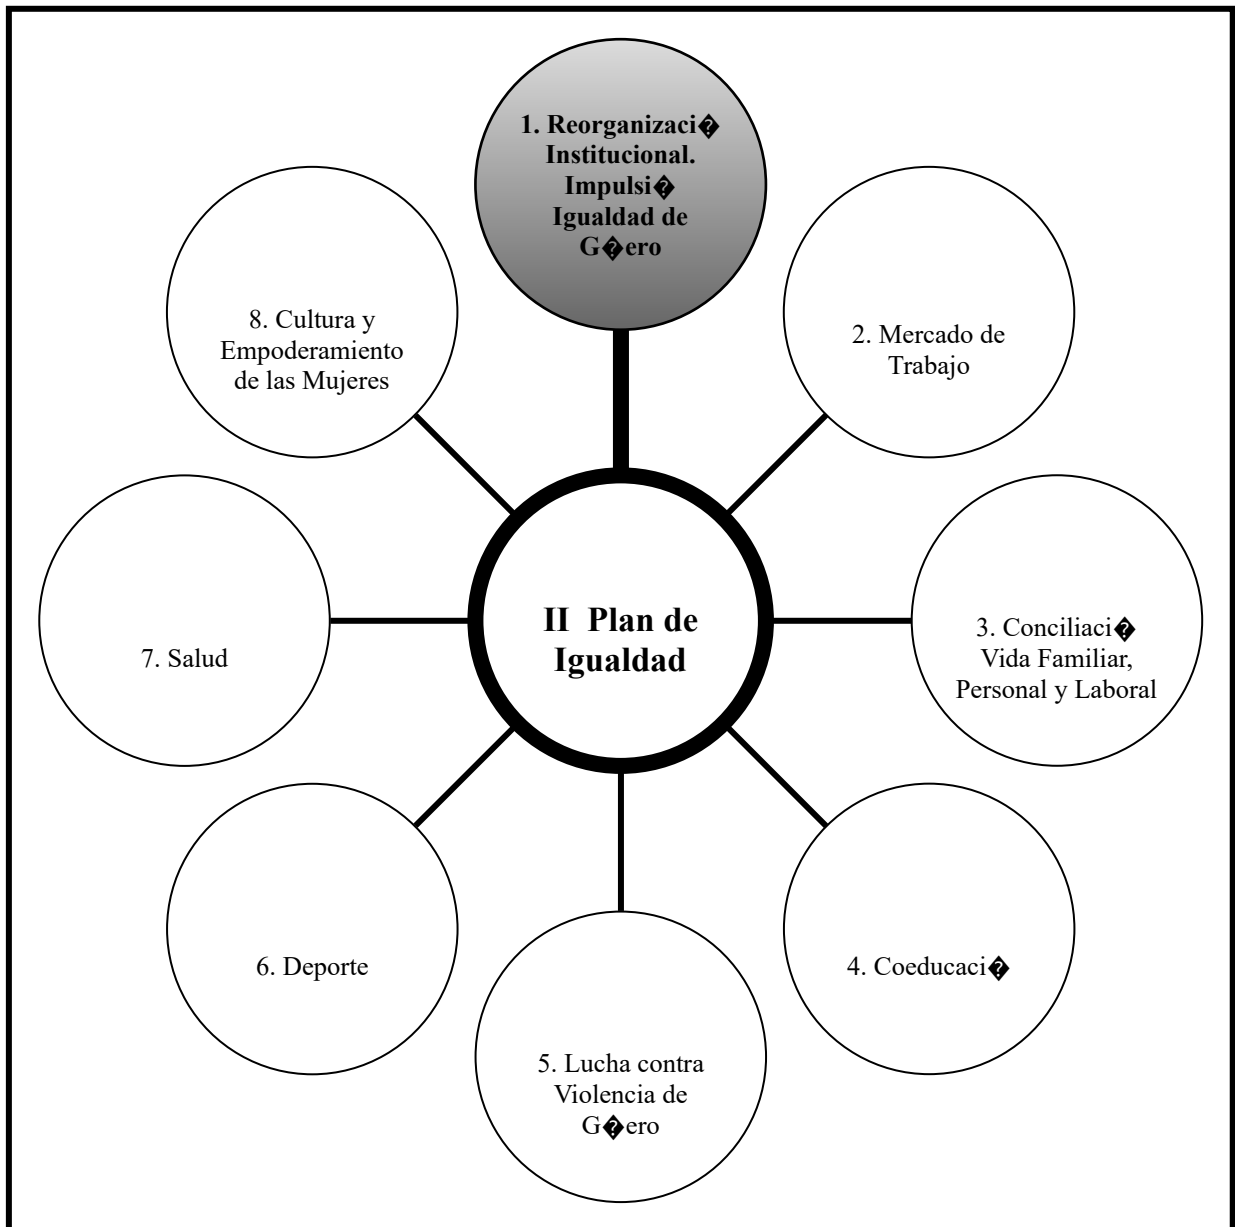 1. Reorganizaci�
Institucional.
Impulsi�
Igualdad de
G�ero
2. Mercado de
Trabajo
3. Conciliaci�
Vida Familiar,
Personal y Laboral
4. Coeducaci�
5. Lucha contra
Violencia de
G�ero
6. Deporte
7. Salud
8. Cultura y
Empoderamiento
de las Mujeres
II Plan de
Igualdad